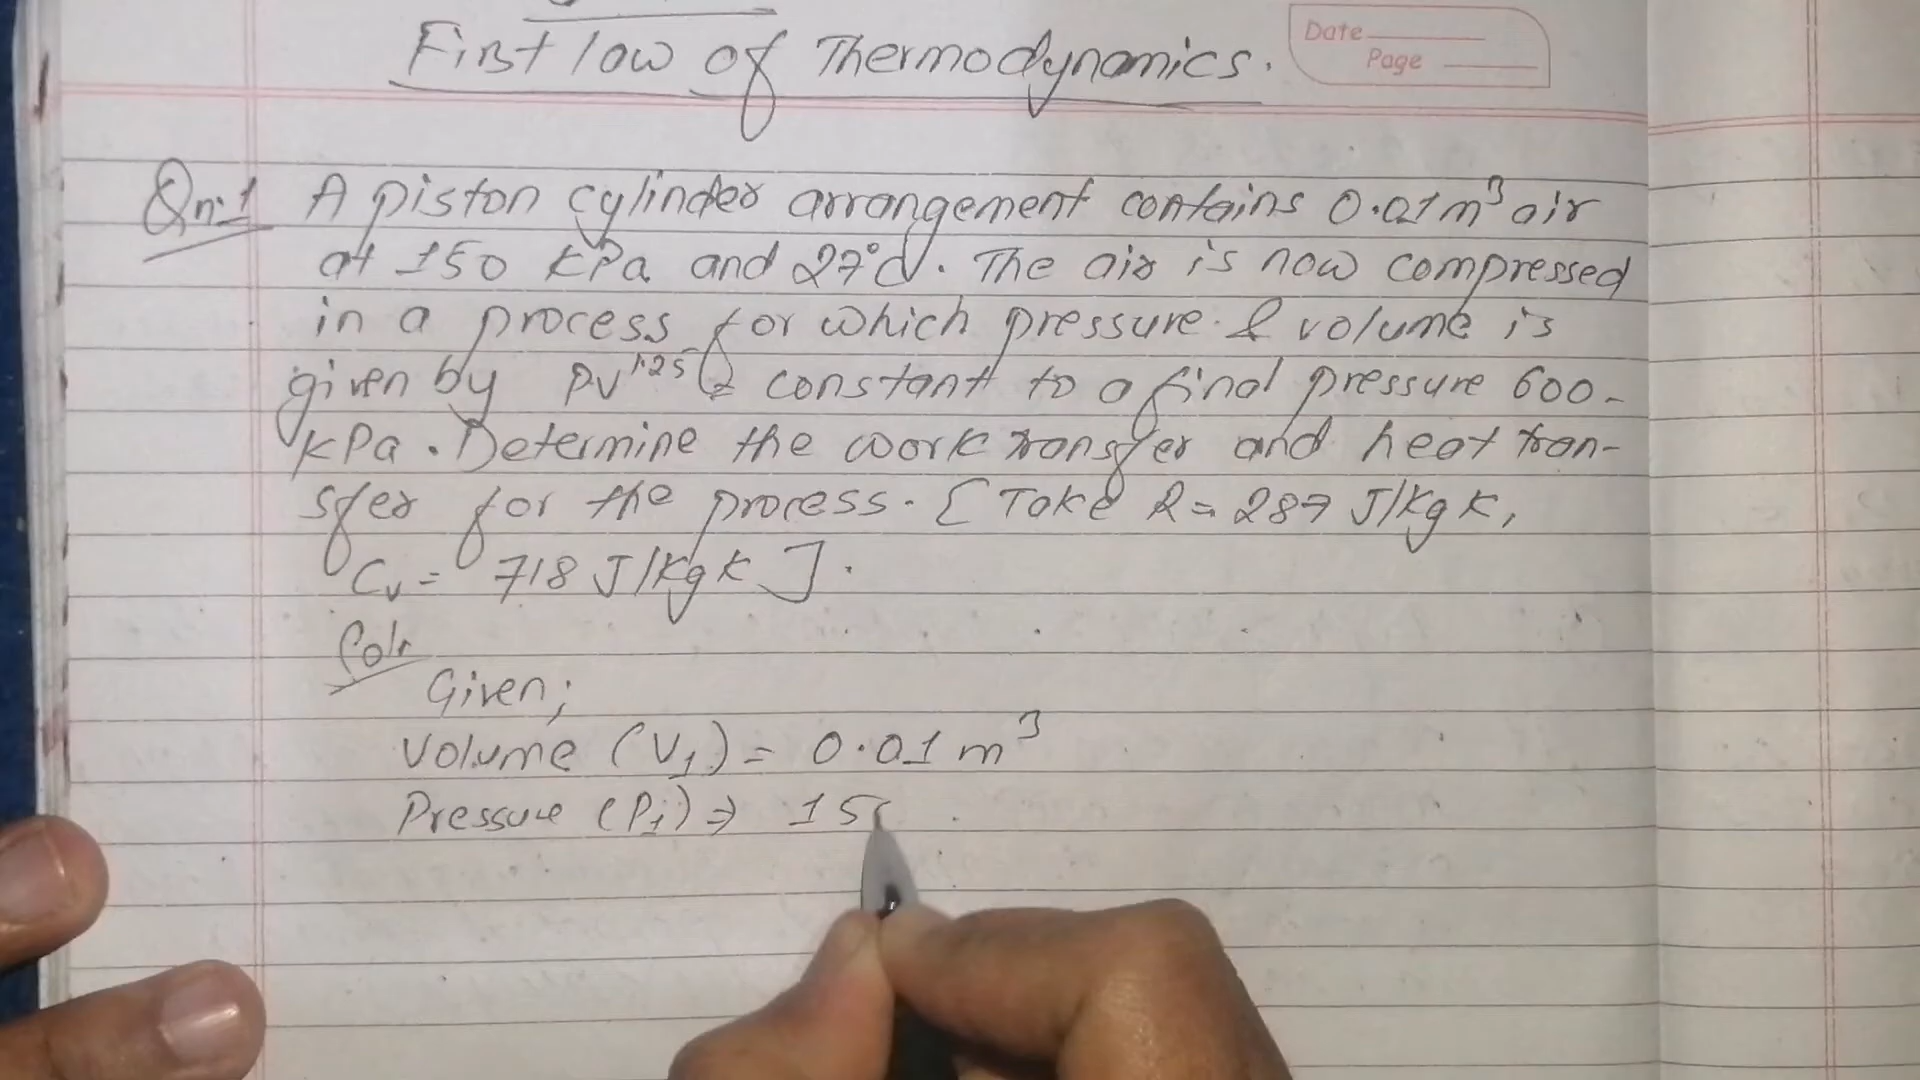 First law of Thermodynamics.
Date
Page
Qn:1 A piston cylinder arrangement contains 0.01m³ air
at 150 kPa and 27°C. The air is now compressed
in a process for which pressure & volume is
given by PV^1.25 = constant to a final pressure 600-
kPa. Determine the work transfer and heat tran-
sfer for the process. [Take R = 287 J/kgK,
Cv = 718 J/kgK].
Soln
Given;
Volume (V₁) = 0.01 m³
Pressure (P₁) ⇒ 150